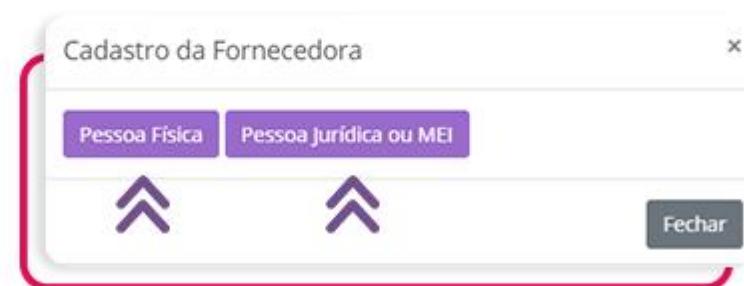 Cadastro da Fornecedora ×
Pessoa Física Pessoa Jurídica ou MEI
Fechar